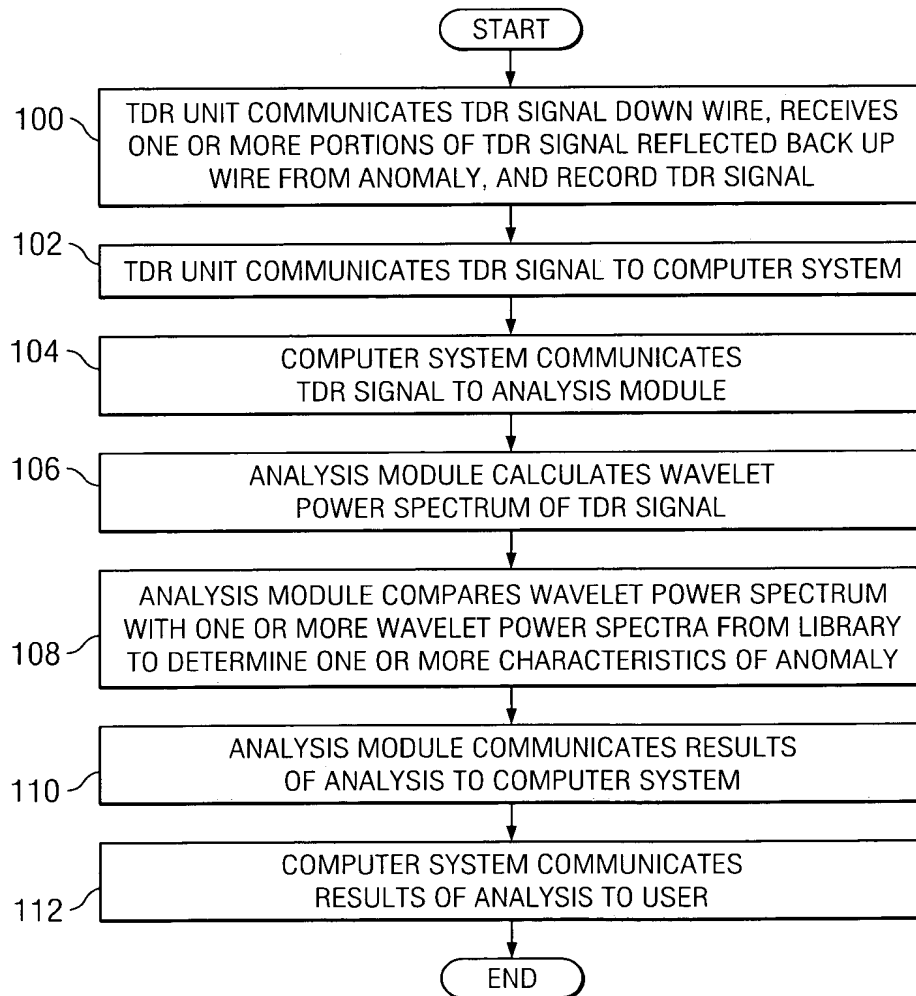 START
100
TDR UNIT COMMUNICATES TDR SIGNAL DOWN WIRE, RECEIVES
ONE OR MORE PORTIONS OF TDR SIGNAL REFLECTED BACK UP
WIRE FROM ANOMALY, AND RECORD TDR SIGNAL
102
TDR UNIT COMMUNICATES TDR SIGNAL TO COMPUTER SYSTEM
104
COMPUTER SYSTEM COMMUNICATES
TDR SIGNAL TO ANALYSIS MODULE
106
ANALYSIS MODULE CALCULATES WAVELET
POWER SPECTRUM OF TDR SIGNAL
108
ANALYSIS MODULE COMPARES WAVELET POWER SPECTRUM
WITH ONE OR MORE WAVELET POWER SPECTRA FROM LIBRARY
TO DETERMINE ONE OR MORE CHARACTERISTICS OF ANOMALY
110
ANALYSIS MODULE COMMUNICATES RESULTS
OF ANALYSIS TO COMPUTER SYSTEM
112
COMPUTER SYSTEM COMMUNICATES
RESULTS OF ANALYSIS TO USER
END